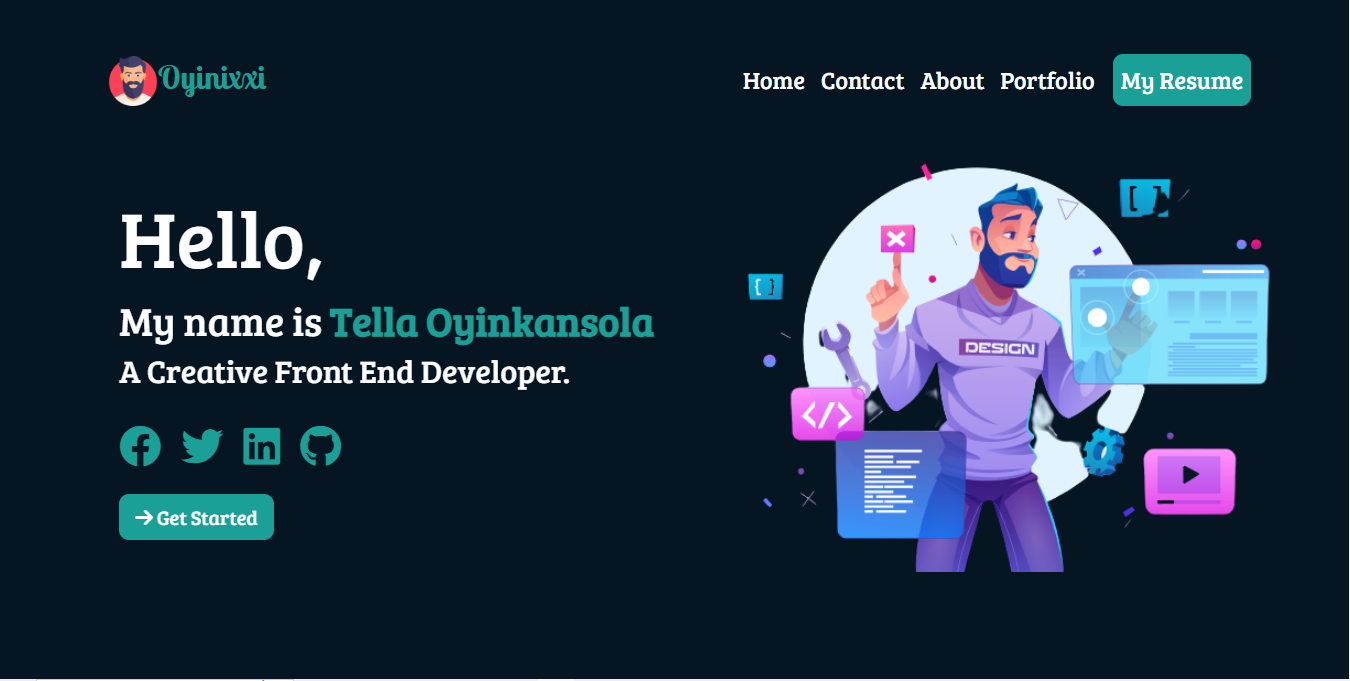 Oyinixxi
Home Contact About Portfolio My Resume
Hello,
My name is Tella Oyinkansola
A Creative Front End Developer.
Get Started
[ ]
[ ]
DESIGN
</>